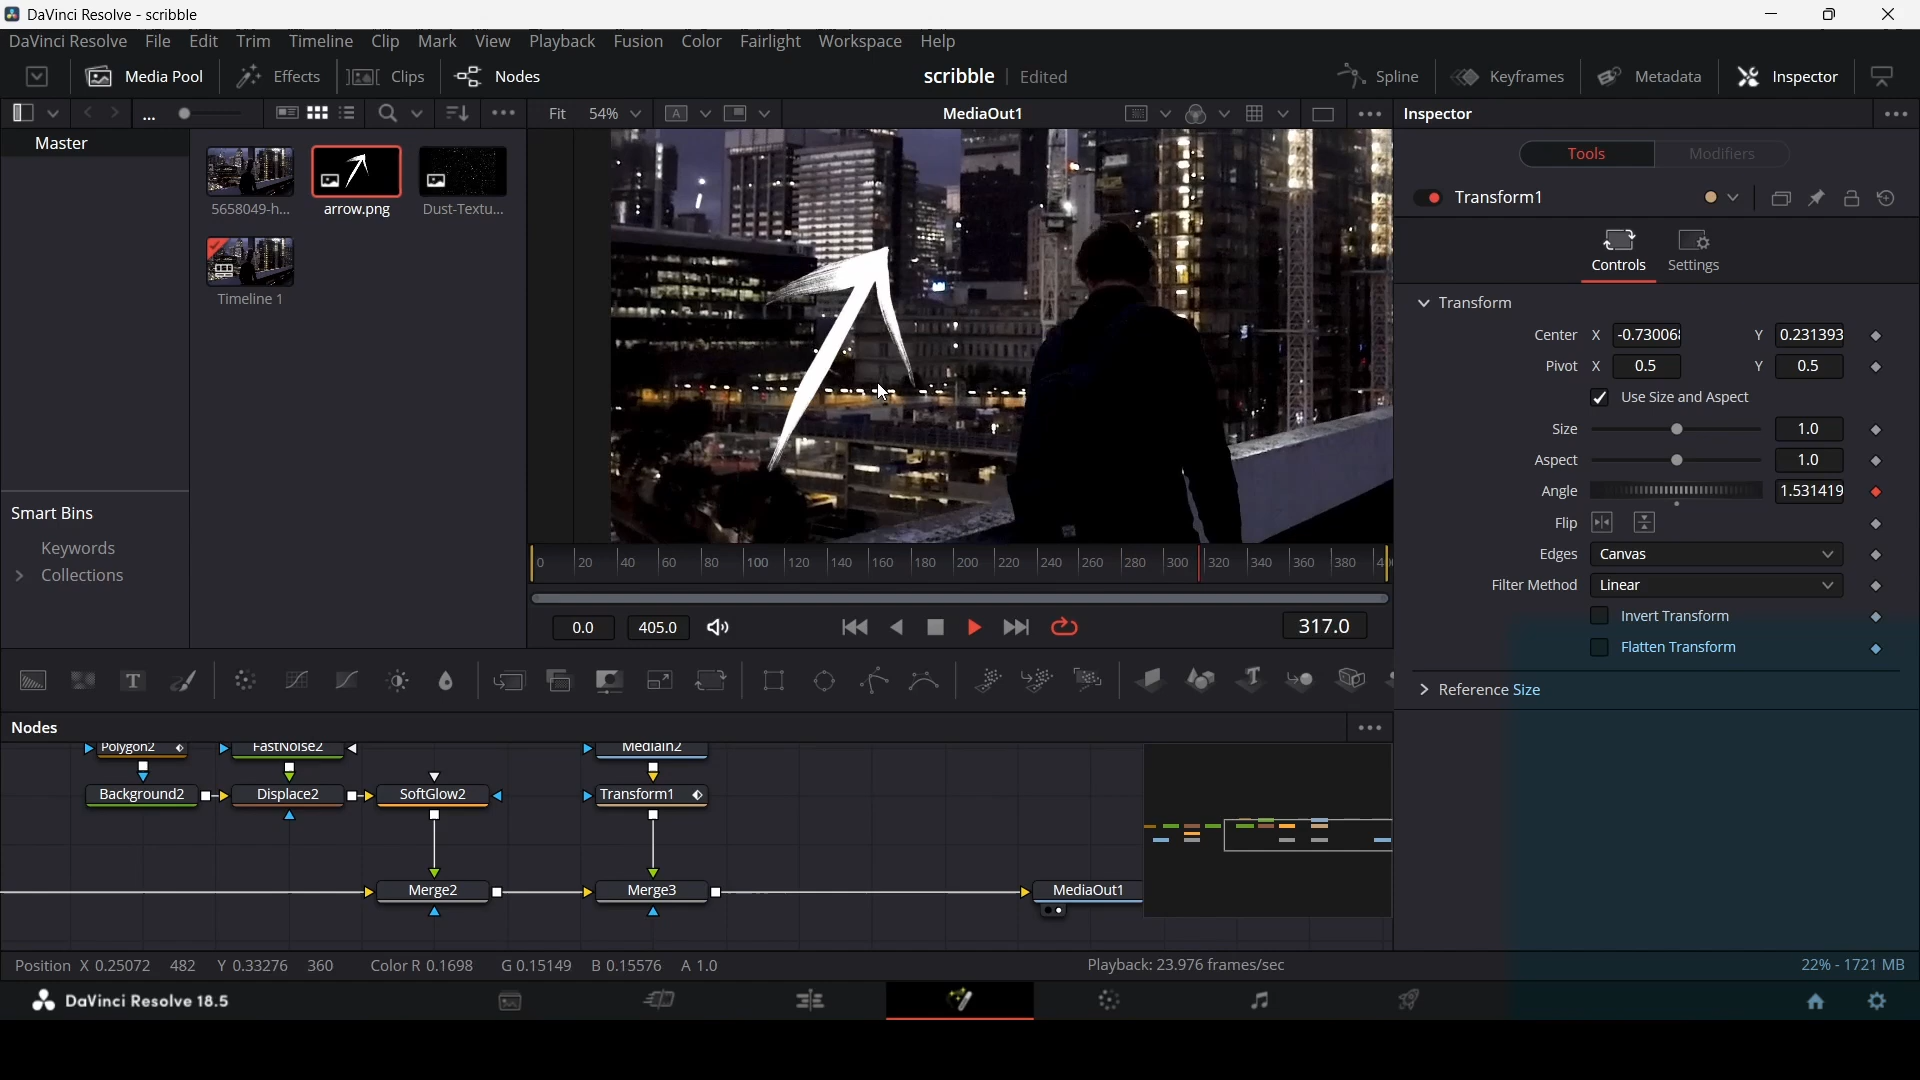 DaVinci Resolve - scribble
DaVinci Resolve File Edit Trim Timeline Clip Mark View Playback Fusion Color Fairlight Workspace Help
Media Pool Effects Clips Nodes scribble Edited Spline Keyframes Metadata Inspector
... Fit 54% A MediaOut1 Inspector
Master
5658049-h... arrow.png Dust-Textu...
Timeline 1
Smart Bins
Keywords
Collections
0 20 40 60 80 100 120 140 160 180 200 220 240 260 280 300 320 340 360 380
0.0 405.0 317.0
Tools Modifiers
Transform1
Controls Settings
Transform
Center X -0.73006 Y 0.231393
Pivot X 0.5 Y 0.5
Use Size and Aspect
Size 1.0
Aspect 1.0
Angle 1.531419
Flip
Edges Canvas
Filter Method Linear
Invert Transform
Flatten Transform
Reference Size
T T
Nodes
Polygon2 FastNoise2 MediaIn2
Background2 Displace2 SoftGlow2 Transform1
Merge2 Merge3 MediaOut1
Position X 0.25072 482 Y 0.33276 360 Color R 0.1698 G 0.15149 B 0.15576 A 1.0 Playback: 23.976 frames/sec 22% - 1721 MB
DaVinci Resolve 18.5